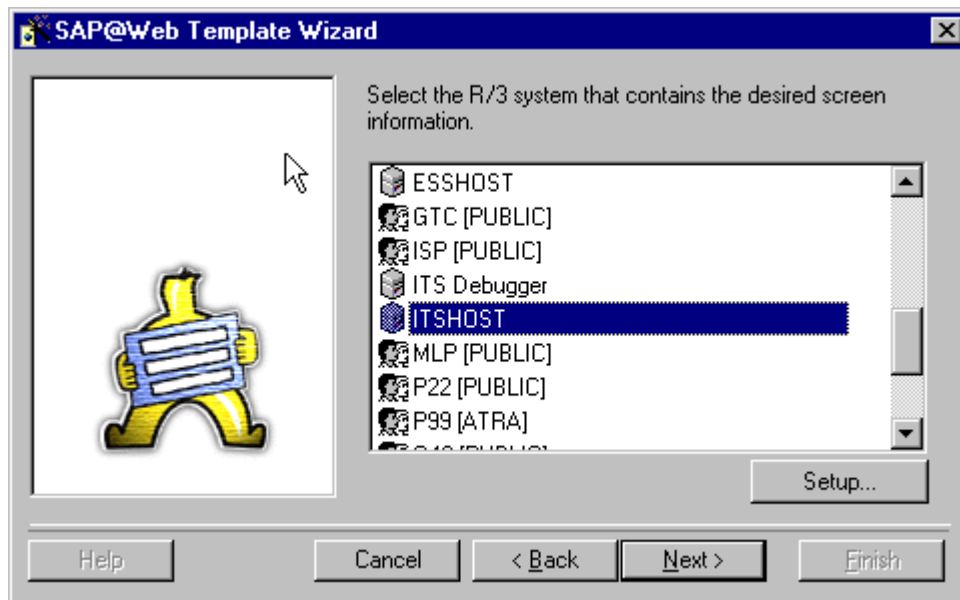 SAP@Web Template Wizard
Select the R/3 system that contains the desired screen
information.
ESSHOST
GTC [PUBLIC]
ISP [PUBLIC]
ITS Debugger
ITSHOST
MLP [PUBLIC]
P22 [PUBLIC]
P99 [ATRA]
Setup...
Help
Cancel
< Back
Next >
Finish